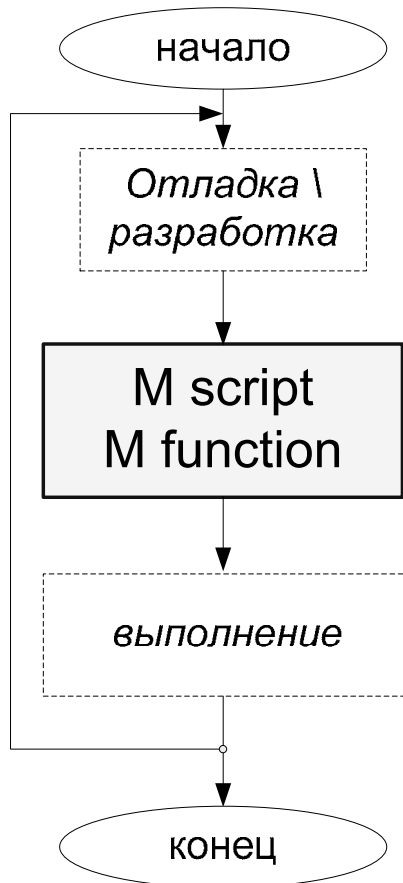 начало
Отладка \
разработка
M script
M function
выполнение
конец